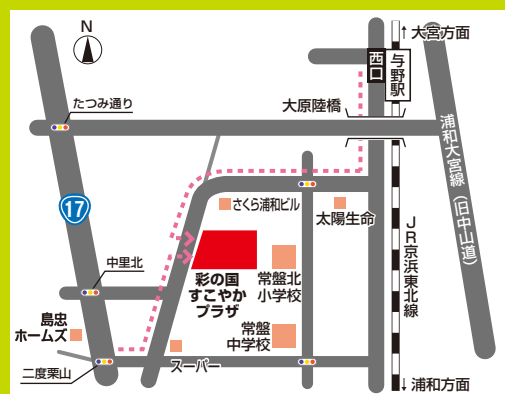 N
↑大宮方面
西口
与野駅
大原陸橋
たつみ通り
浦和大宮線(旧中山道)
17
さくら浦和ビル
太陽生命
JR京浜東北線
中里北
彩の国
すこやか
プラザ
常盤北
小学校
島忠
ホームズ
常盤
中学校
スーパー
二度栗山
↓浦和方面